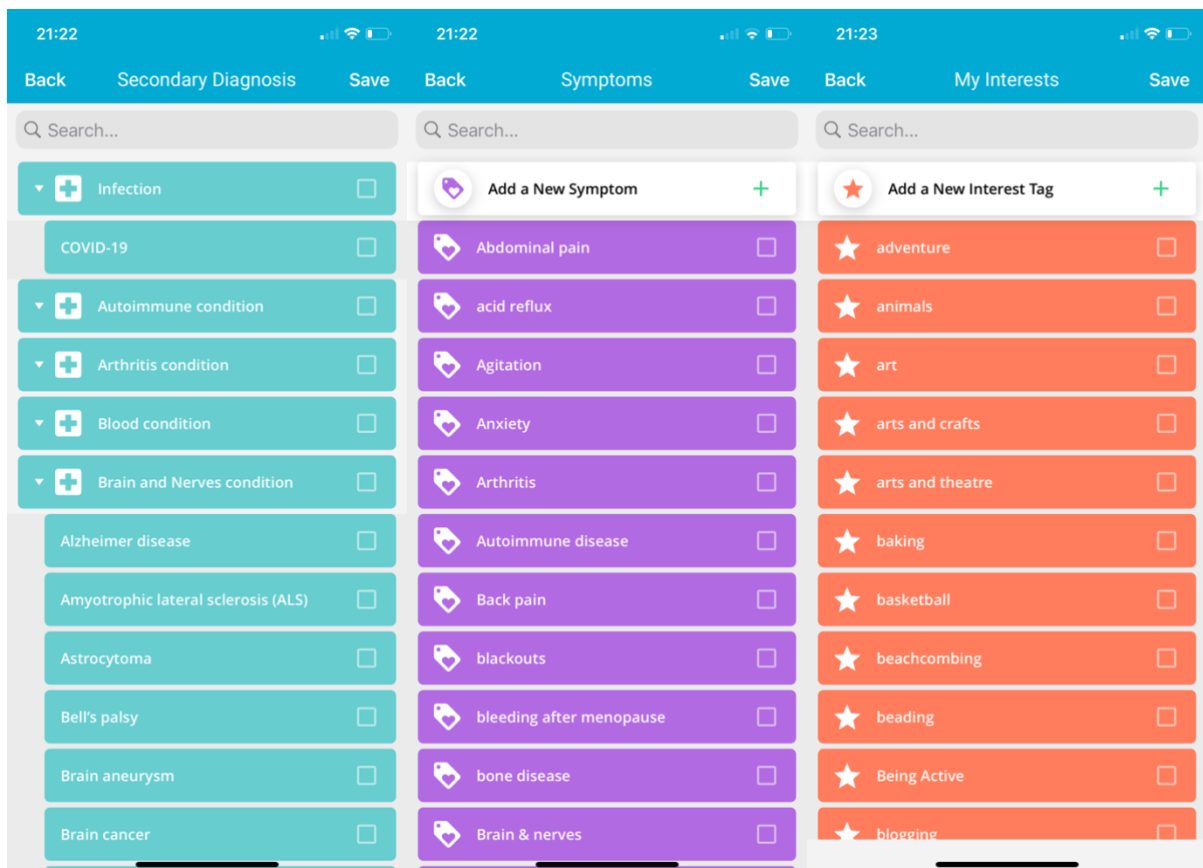 21:22
Back Secondary Diagnosis Save
Search...
Infection
COVID-19
Autoimmune condition
Arthritis condition
Blood condition
Brain and Nerves condition
Alzheimer disease
Amyotrophic lateral sclerosis (ALS)
Astrocytoma
Bell's palsy
Brain aneurysm
Brain cancer
21:22
Back Symptoms Save
Search...
Add a New Symptom +
Abdominal pain
acid reflux
Agitation
Anxiety
Arthritis
Autoimmune disease
Back pain
blackouts
bleeding after menopause
bone disease
Brain & nerves
21:23
Back My Interests Save
Search...
Add a New Interest Tag +
adventure
animals
art
arts and crafts
arts and theatre
baking
basketball
beachcombing
beading
Being Active
blogging